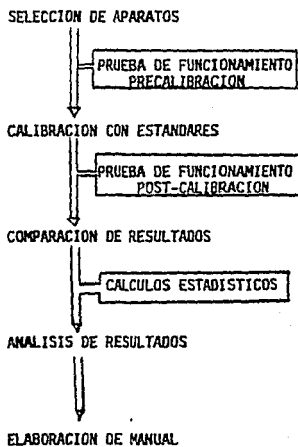 SELECCION DE APARATOS
PRUEBA DE FUNCIONAMIENTO
PRECALIBRACION
CALIBRACION CON ESTANDARES
PRUEBA DE FUNCIONAMIENTO
POST-CALIBRACION
COMPARACION DE RESULTADOS
CALCULOS ESTADISTICOS
ANALISIS DE RESULTADOS
ELABORACION DE MANUAL